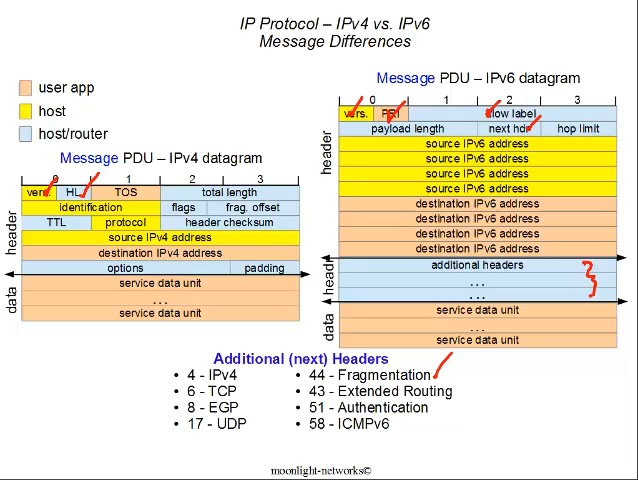 IP Protocol – IPv4 vs. IPv6
Message Differences
user app
host
host/router
Message PDU – IPv4 datagram
0 1 2 3
vers. HL TOS total length
identification flags frag. offset
TTL protocol header checksum
source IPv4 address
destination IPv4 address
options padding
service data unit
. . .
service data unit
header
data
Message PDU – IPv6 datagram
0 1 2 3
vers. PRI flow label
payload length next hdr hop limit
source IPv6 address
source IPv6 address
source IPv6 address
source IPv6 address
destination IPv6 address
destination IPv6 address
destination IPv6 address
destination IPv6 address
additional headers
. . .
. . .
service data unit
. . .
service data unit
header
header
data
Additional (next) Headers
• 4 - IPv4
• 6 - TCP
• 8 - EGP
• 17 - UDP
• 44 - Fragmentation
• 43 - Extended Routing
• 51 - Authentication
• 58 - ICMPv6
moonlight-networks©